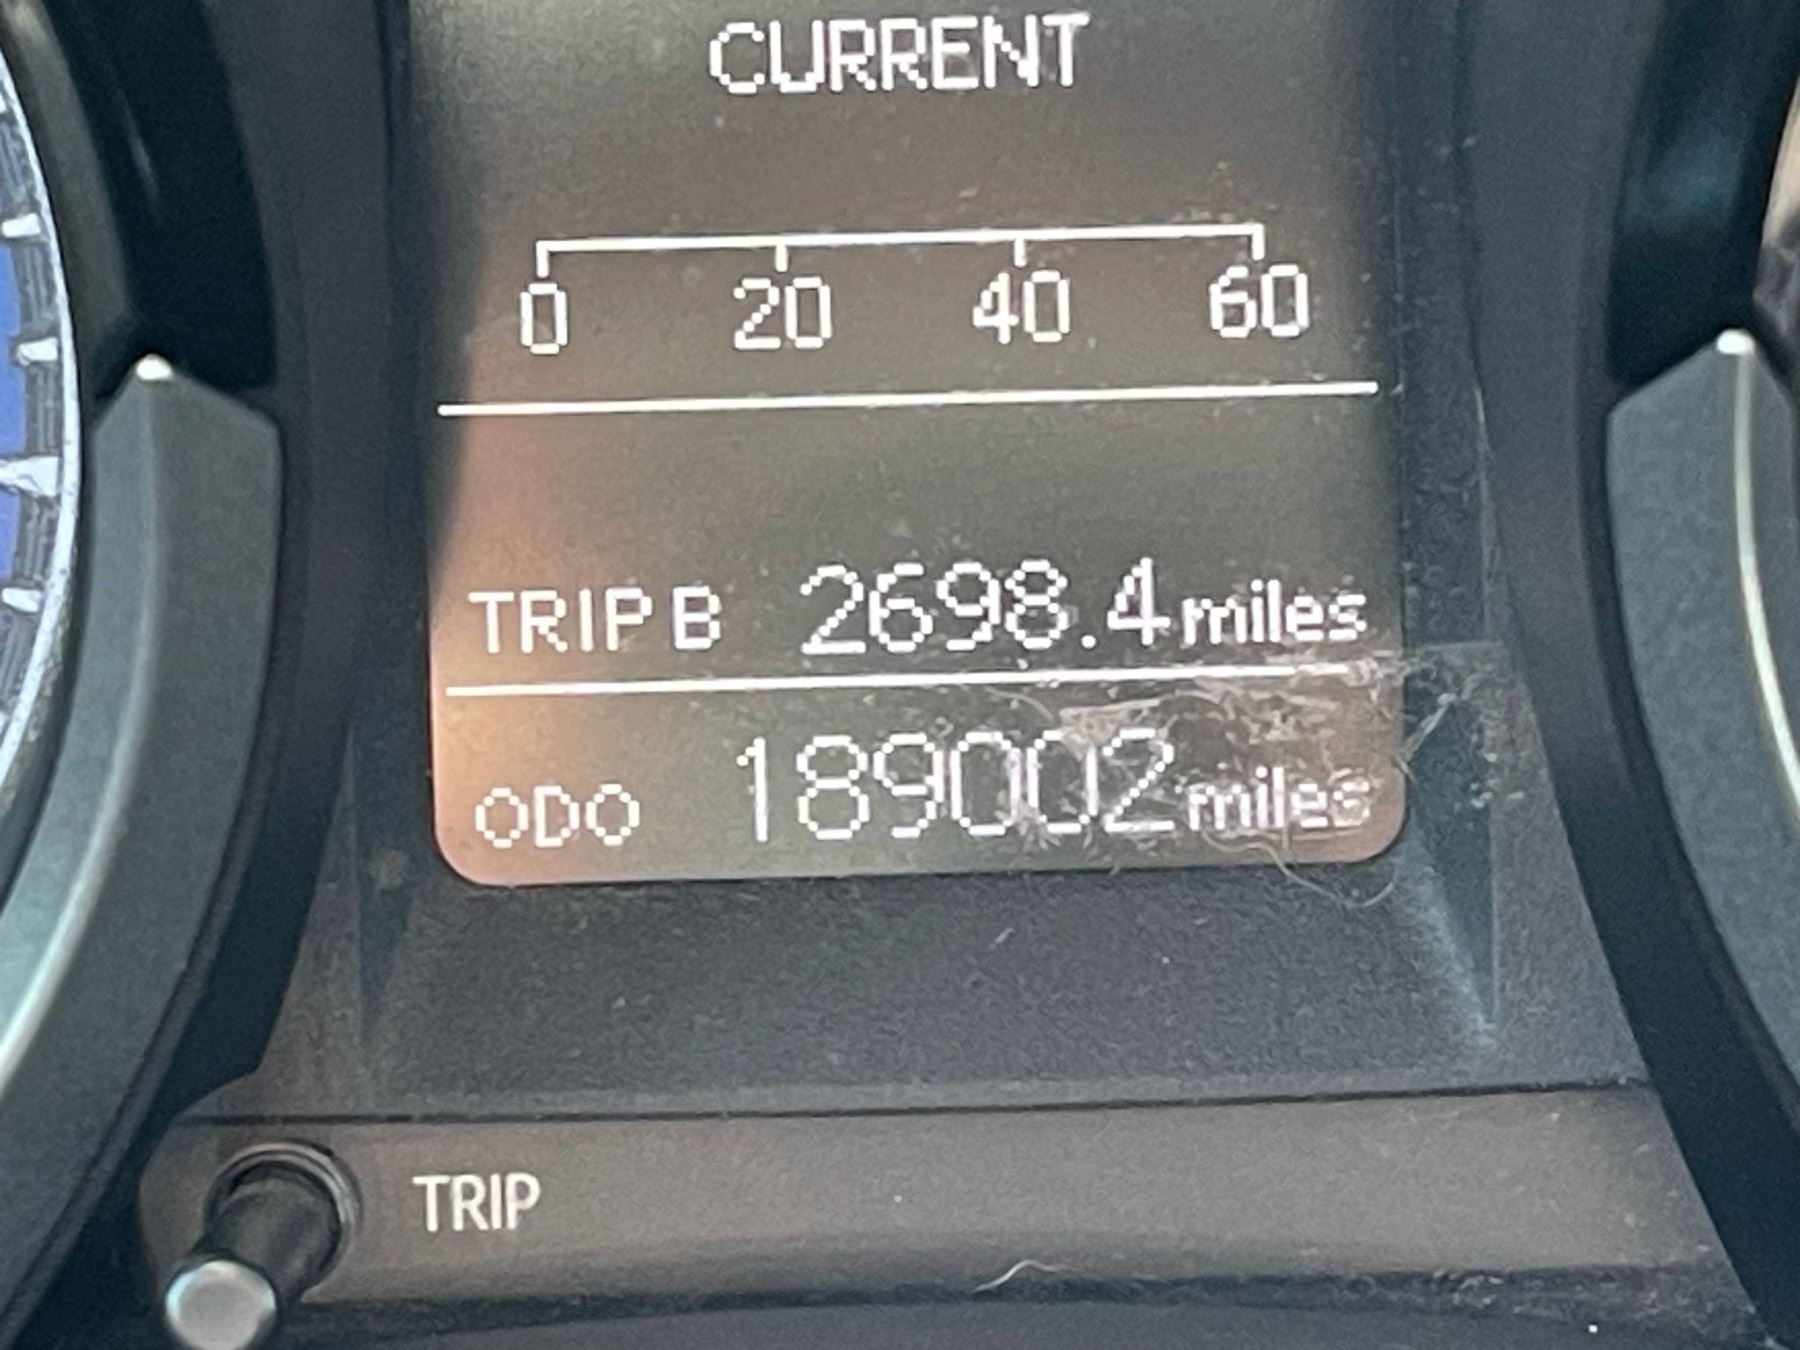 CURRENT
0 20 40 60
TRIP B 2698.4 miles
ODO 189002 miles
TRIP